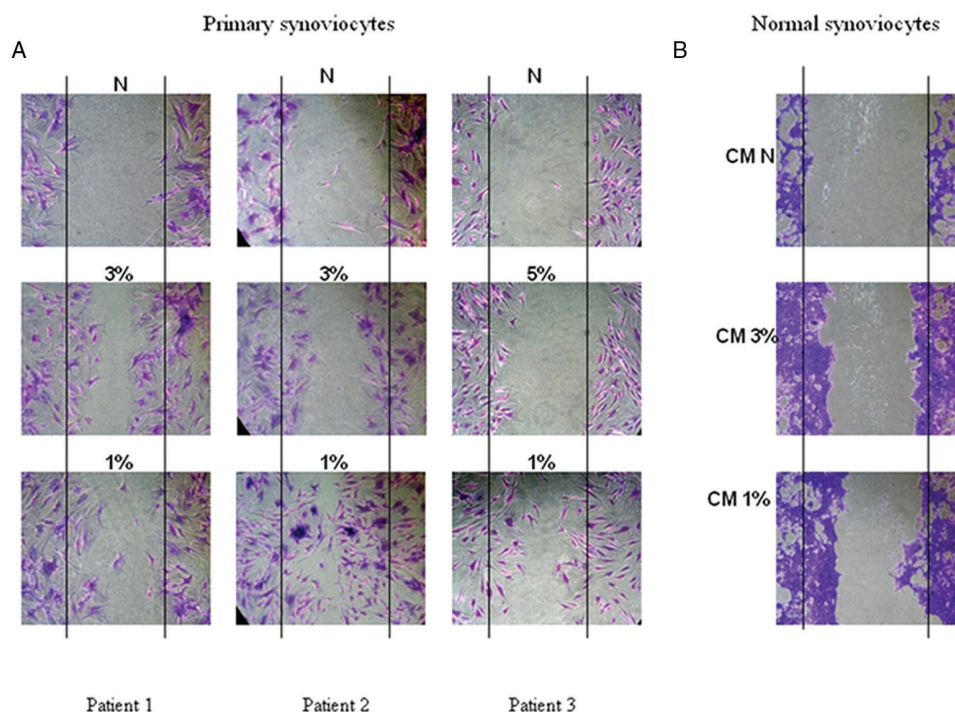 Primary synoviocytes
Normal synoviocytes
A
B
N
N
N
CM N
3%
3%
5%
CM 3%
1%
1%
1%
CM 1%
Patient 1
Patient 2
Patient 3